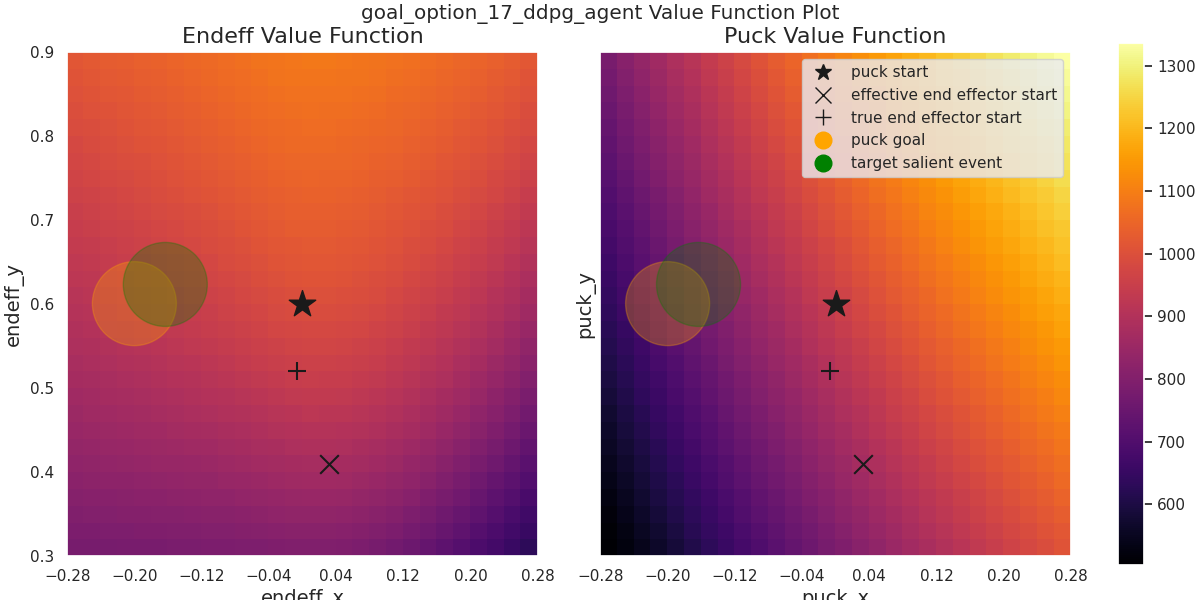 goal_option_17_ddpg_agent Value Function Plot
Endeff Value Function
Puck Value Function
puck start
effective end effector start
true end effector start
puck goal
target salient event
endeff_y
0.9
0.8
0.7
0.6
0.5
0.4
0.3
−0.28 −0.20 −0.12 −0.04 0.04 0.12 0.20 0.28
endeff_x
puck_y
−0.28 −0.20 −0.12 −0.04 0.04 0.12 0.20 0.28
puck_x
1300
1200
1100
1000
900
800
700
600